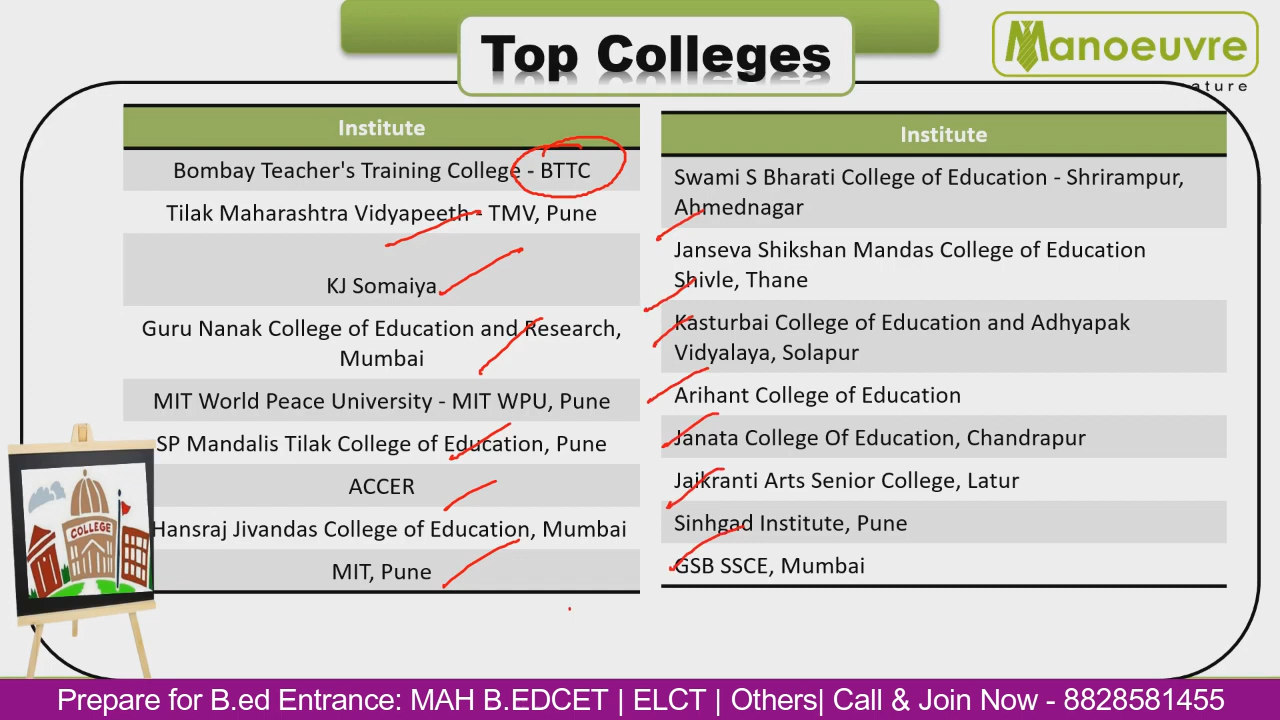 Top Colleges
Manoeuvre
ature
Institute
Bombay Teacher's Training College - BTTC
Tilak Maharashtra Vidyapeeth - TMV, Pune
KJ Somaiya
Guru Nanak College of Education and Research,
Mumbai
MIT World Peace University - MIT WPU, Pune
SP Mandalis Tilak College of Education, Pune
ACCER
Hansraj Jivandas College of Education, Mumbai
MIT, Pune
Institute
Swami S Bharati College of Education - Shrirampur,
Ahmednagar
Janseva Shikshan Mandas College of Education
Shivle, Thane
Kasturbai College of Education and Adhyapak
Vidyalaya, Solapur
Arihant College of Education
Janata College Of Education, Chandrapur
Jaikranti Arts Senior College, Latur
Sinhgad Institute, Pune
GSB SSCE, Mumbai
COLLEGE
Prepare for B.ed Entrance: MAH B.EDCET | ELCT | Others| Call & Join Now - 8828581455